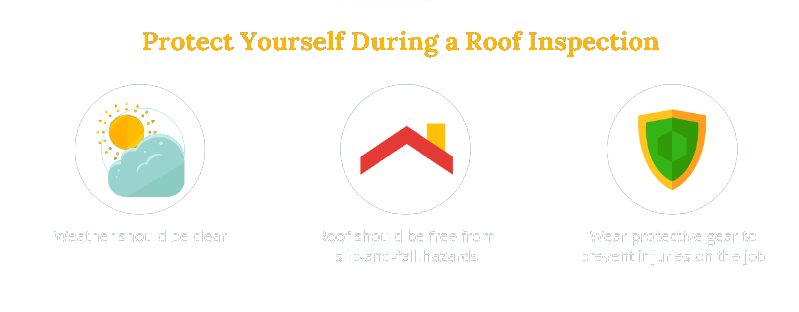 Protect Yourself During a Roof Inspection
Weather should be clear
Roof should be free from
slip-and-fall hazards
Wear protective gear to
prevent injuries on the job